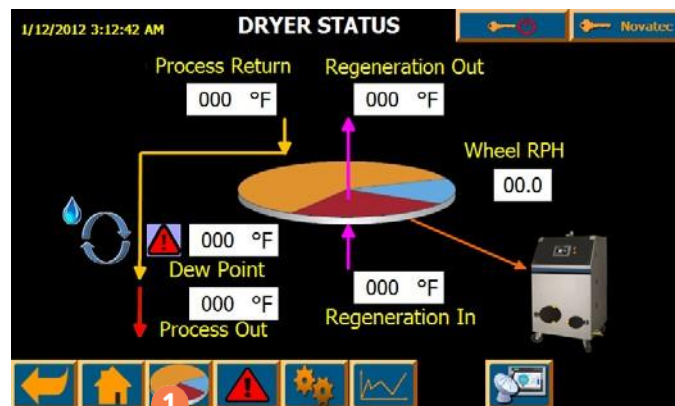 1/12/2012 3:12:42 AM
DRYER STATUS
Novatec
Process Return
Regeneration Out
000 °F
000 °F
Wheel RPH
00.0
000 °F
Dew Point
000 °F
Process Out
000 °F
Regeneration In
1